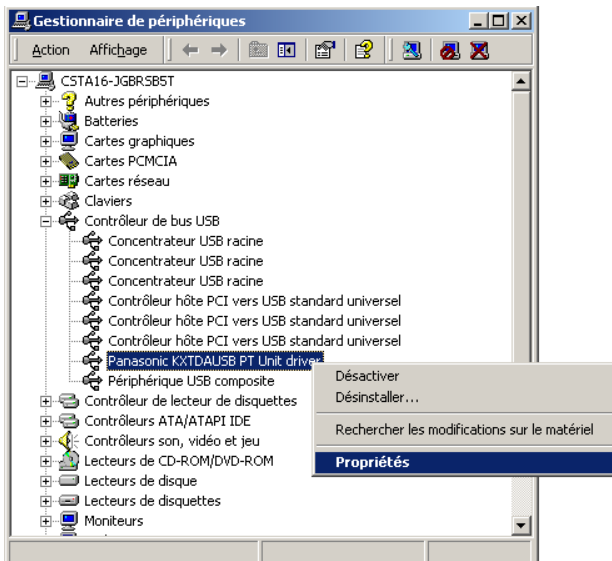 Gestionnaire de périphériques
Action Affichage
CSTA16-JGBRSB5T
Autres périphériques
Batteries
Cartes graphiques
Cartes PCMCIA
Cartes réseau
Claviers
Contrôleur de bus USB
Concentrateur USB racine
Concentrateur USB racine
Concentrateur USB racine
Contrôleur hôte PCI vers USB standard universel
Contrôleur hôte PCI vers USB standard universel
Contrôleur hôte PCI vers USB standard universel
Panasonic KXTDAUSB PT Unit driver
Périphérique USB composite
Contrôleur de lecteur de disquettes
Contrôleurs ATA/ATAPI IDE
Contrôleurs son, vidéo et jeu
Lecteurs de CD-ROM/DVD-ROM
Lecteurs de disque
Lecteurs de disquettes
Moniteurs
Désactiver
Désinstaller...
Rechercher les modifications sur le matériel
Propriétés